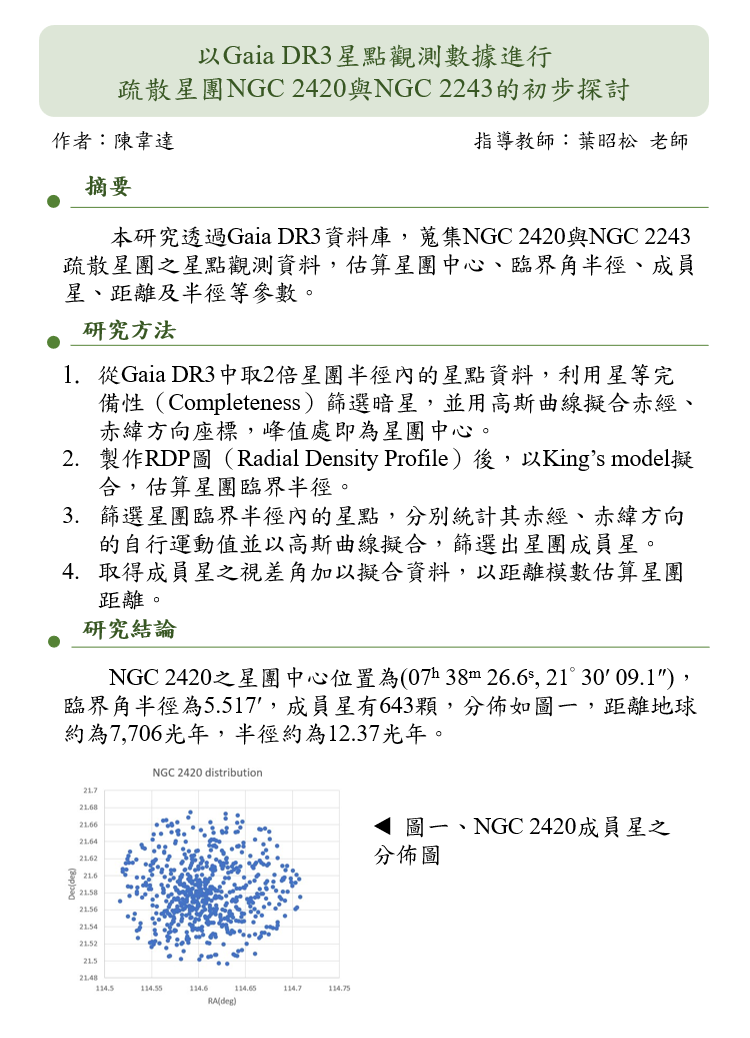 以Gaia DR3星點觀測數據進行
疏散星團NGC 2420與NGC 2243的初步探討
作者：陳韋達
指導教師：葉昭松 老師
摘要
本研究透過Gaia DR3資料庫，蒐集NGC 2420與NGC 2243
疏散星團之星點觀測資料，估算星團中心、臨界角半徑、成員
星、距離及半徑等參數。
研究方法
1. 從Gaia DR3中取2倍星團半徑內的星點資料，利用星等完
備性（Completeness）篩選暗星，並用高斯曲線擬合赤經、
赤緯方向座標，峰值處即為星團中心。
2. 製作RDP圖（Radial Density Profile）後，以King’s model擬
合，估算星團臨界半徑。
3. 篩選星團臨界半徑內的星點，分別統計其赤經、赤緯方向
的自行運動值並以高斯曲線擬合，篩選出星團成員星。
4. 取得成員星之視差角加以擬合資料，以距離模數估算星團
距離。
研究結論
NGC 2420之星團中心位置為(07ʰ 38ᵐ 26.6ˢ, 21° 30′ 09.1″)，
臨界角半徑為5.517′，成員星有643顆，分佈如圖一，距離地球
約為7,706光年，半徑約為12.37光年。
NGC 2420 distribution
21.7
21.68
21.66
21.64
21.62
21.6
21.58
21.56
21.54
21.52
21.5
21.48
Dec(deg)
114.5 114.55 114.6 114.65 114.7 114.75
RA(deg)
◀ 圖一、NGC 2420成員星之
分佈圖